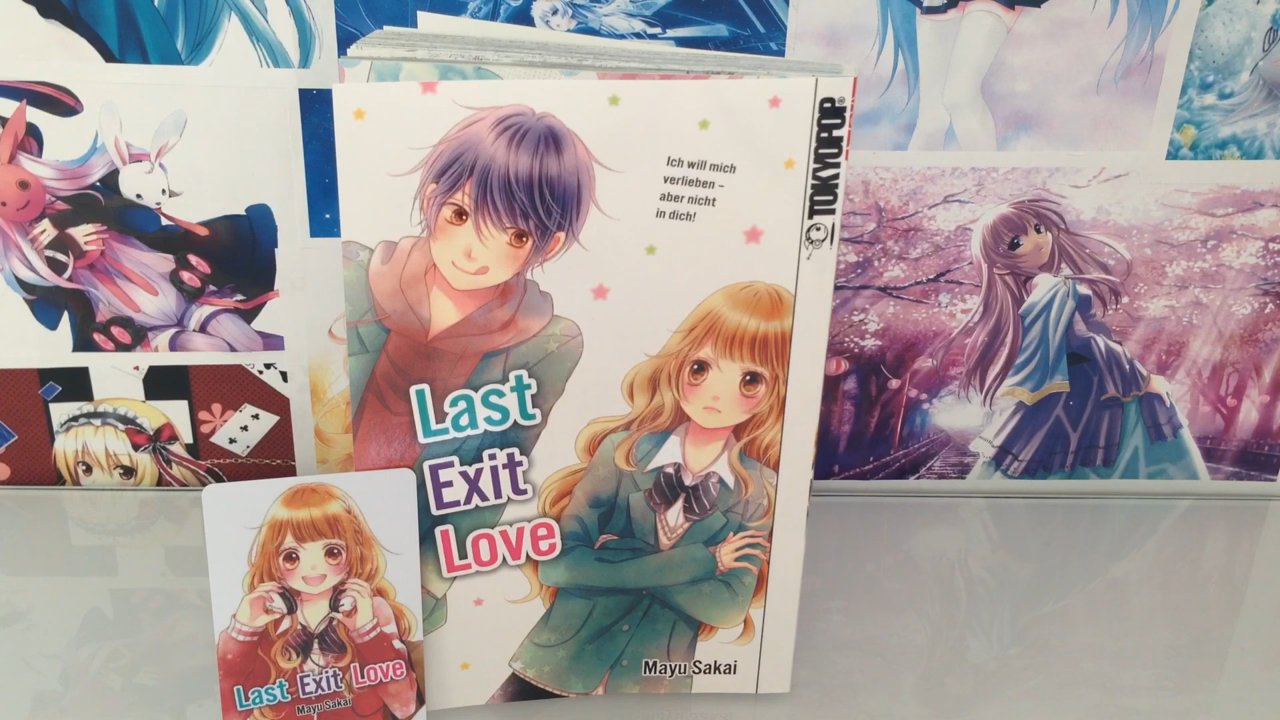 Ich will mich
verlieben –
aber nicht
in dich!
TOKYOPOP®
Last
Exit
Love
Mayu Sakai
Last Exit Love
Mayu Sakai